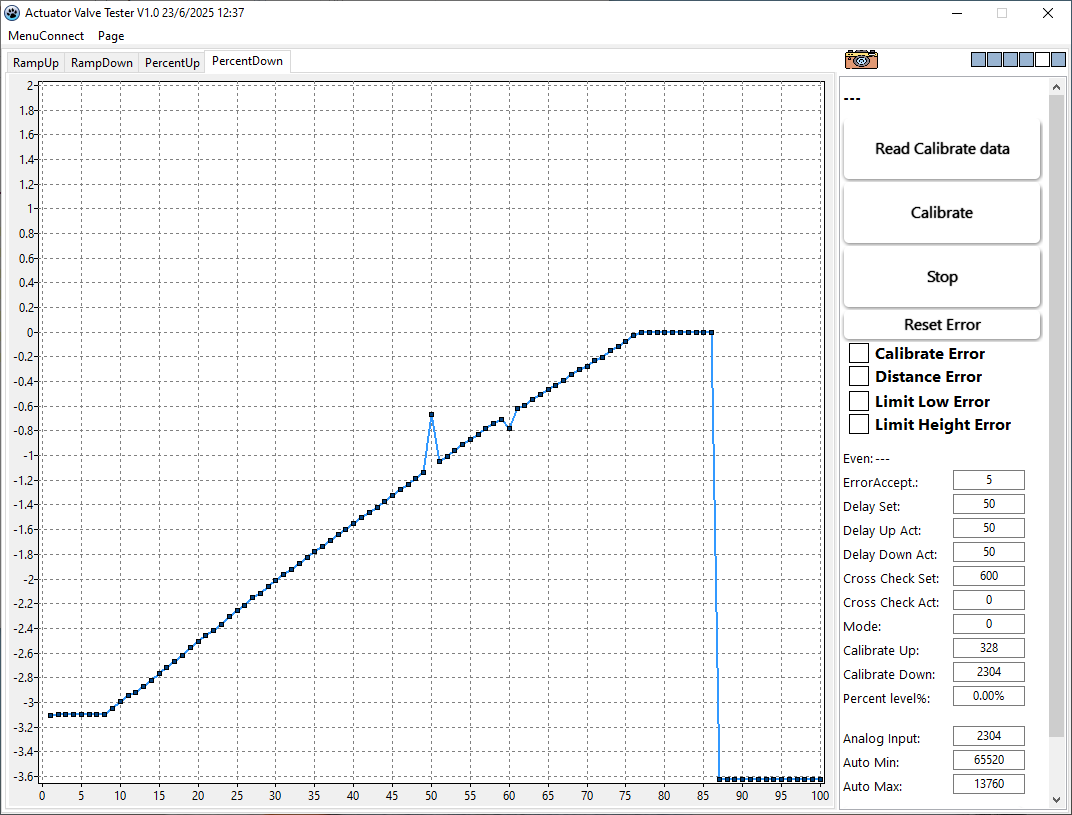 Actuator Valve Tester V1.0 23/6/2025 12:37
MenuConnect Page
RampUp RampDown PercentUp PercentDown
2
1.8
1.6
1.4
1.2
1
0.8
0.6
0.4
0.2
0
-0.2
-0.4
-0.6
-0.8
-1
-1.2
-1.4
-1.6
-1.8
-2
-2.2
-2.4
-2.6
-2.8
-3
-3.2
-3.4
-3.6
0 5 10 15 20 25 30 35 40 45 50 55 60 65 70 75 80 85 90 95 100
---
Read Calibrate data
Calibrate
Stop
Reset Error
Calibrate Error
Distance Error
Limit Low Error
Limit Height Error
Even: ---
ErrorAccept.: 5
Delay Set: 50
Delay Up Act: 50
Delay Down Act: 50
Cross Check Set: 600
Cross Check Act: 0
Mode: 0
Calibrate Up: 328
Calibrate Down: 2304
Percent level%: 0.00%
Analog Input: 2304
Auto Min: 65520
Auto Max: 13760